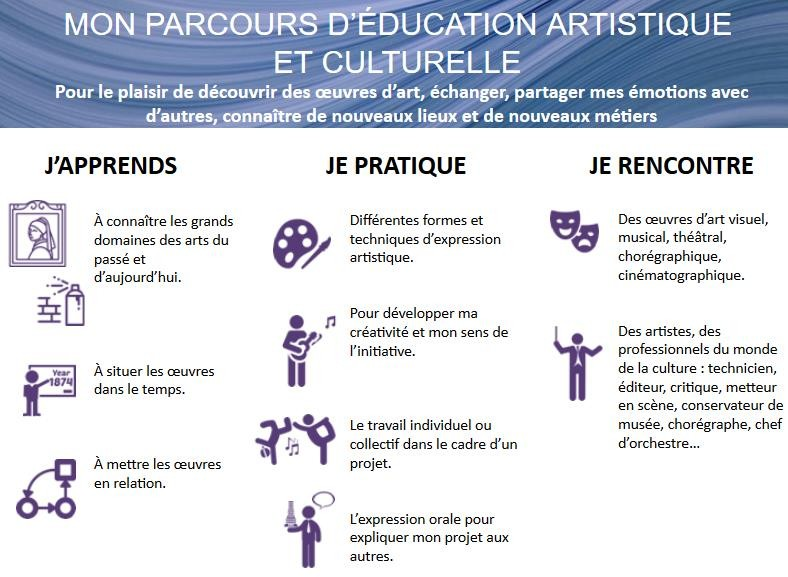 MON PARCOURS D'ÉDUCATION ARTISTIQUE
ET CULTURELLE
Pour le plaisir de découvrir des œuvres d'art, échanger, partager mes émotions avec
d'autres, connaître de nouveaux lieux et de nouveaux métiers
J'APPRENDS
À connaître les grands
domaines des arts du
passé et
d'aujourd'hui.
Year
1874
À situer les œuvres
dans le temps.
À mettre les œuvres
en relation.
JE PRATIQUE
Différentes formes et
techniques d'expression
artistique.
Pour développer ma
créativité et mon sens de
l'initiative.
Le travail individuel ou
collectif dans le cadre d'un
projet.
L'expression orale pour
expliquer mon projet aux
autres.
JE RENCONTRE
Des œuvres d'art visuel,
musical, théâtral,
chorégraphique,
cinématographique.
Des artistes, des
professionnels du monde
de la culture : technicien,
éditeur, critique, metteur
en scène, conservateur de
musée, chorégraphe, chef
d'orchestre...